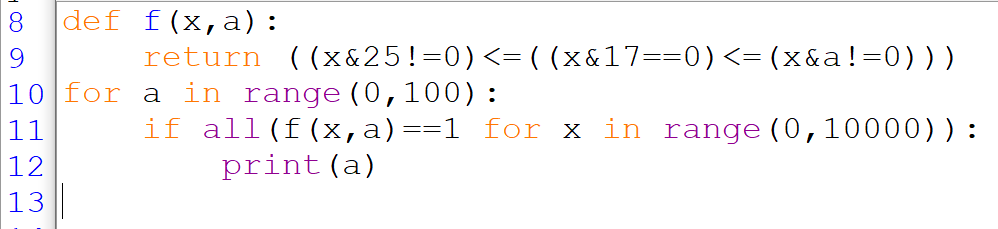 8 def f(x,a):
9     return ((x&25!=0)<=((x&17==0)<=(x&a!=0)))
10 for a in range(0,100):
11     if all(f(x,a)==1 for x in range(0,10000)):
12         print(a)
13